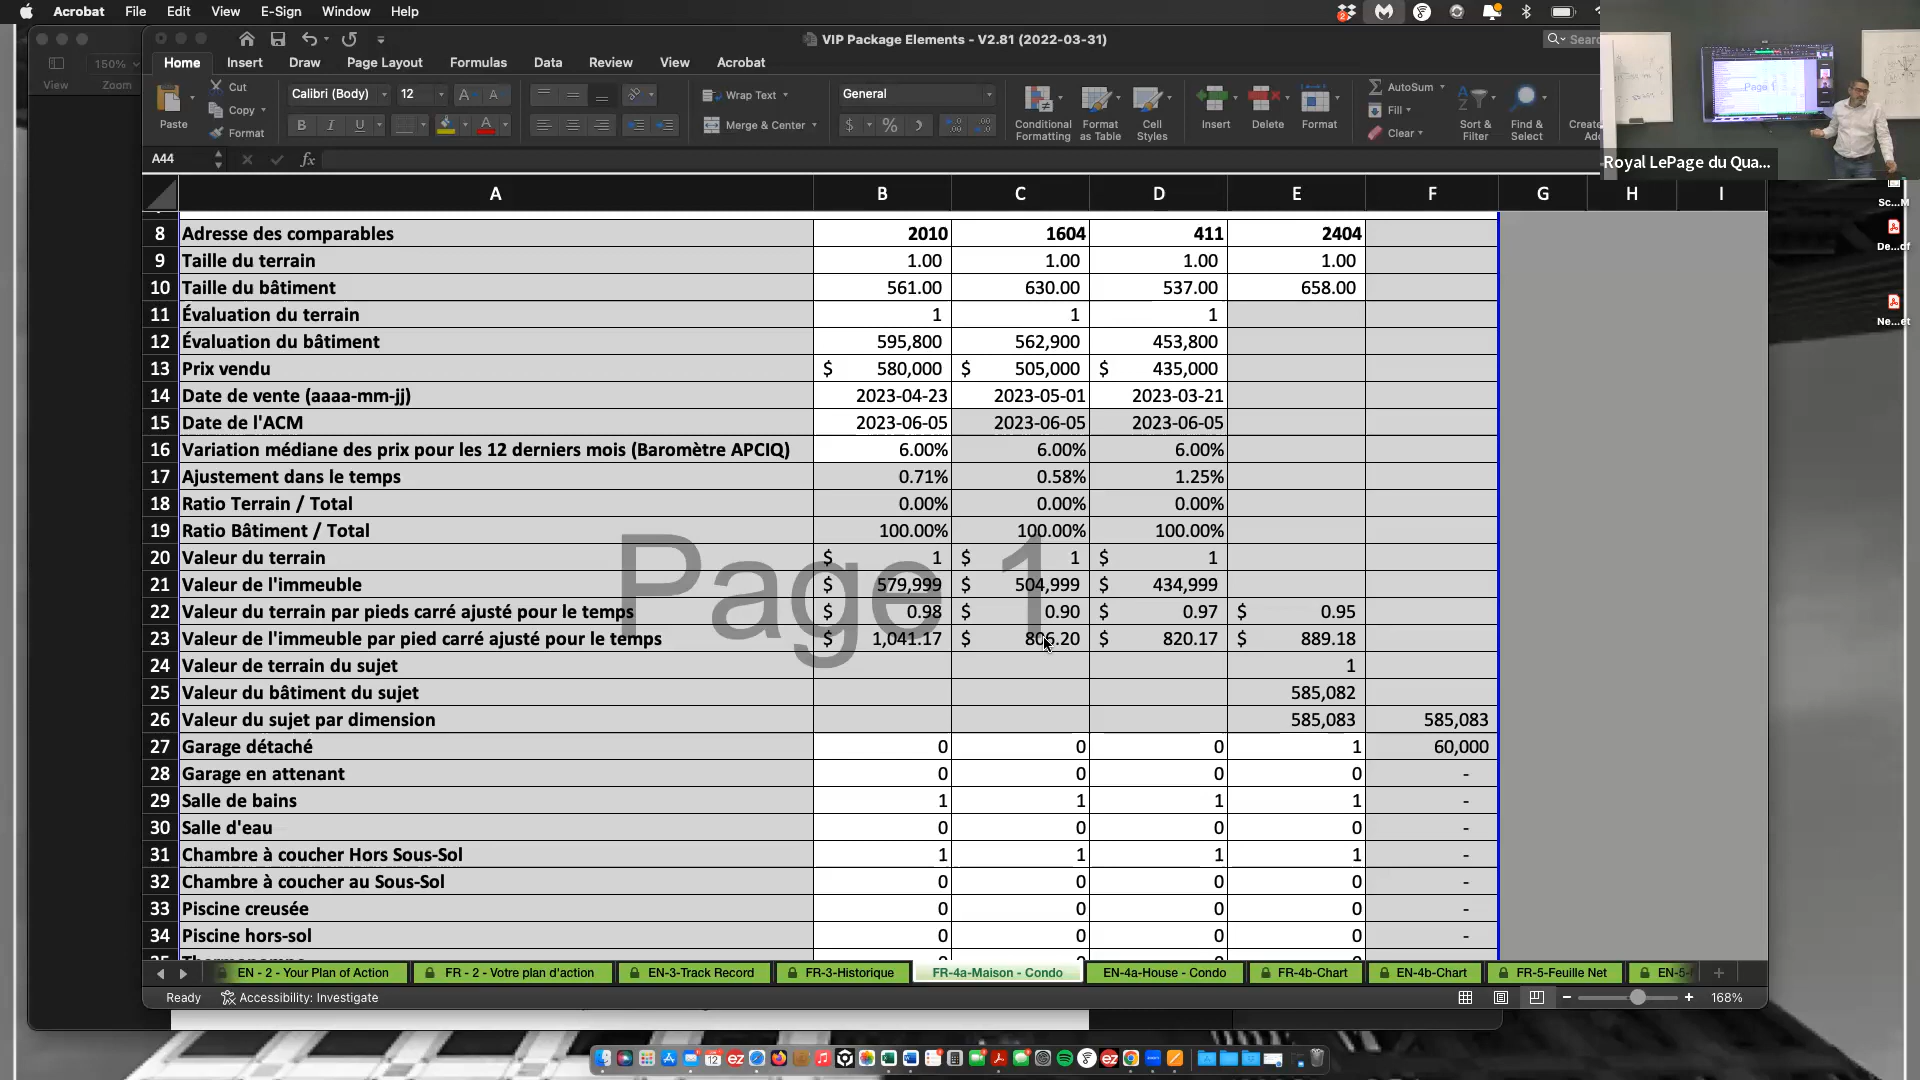 Acrobat File Edit View E-Sign Window Help
VIP Package Elements - V2.81 (2022-03-31)
150%
View Zoom
Home Insert Draw Page Layout Formulas Data Review View Acrobat
Paste Cut Copy Format
Calibri (Body) 12
B I U
Wrap Text
Merge & Center
General
$ %
Conditional Formatting
Format as Table
Cell Styles
Insert Delete Format
AutoSum
Fill
Clear
Sort & Filter
Find & Select
Royal LePage du Qua...
Page 1
Sc...M
De...df
Ne...et
A44 fx
A B C D E F G H I
8 Adresse des comparables 2010 1604 411 2404
9 Taille du terrain 1.00 1.00 1.00 1.00
10 Taille du bâtiment 561.00 630.00 537.00 658.00
11 Évaluation du terrain 1 1 1
12 Évaluation du bâtiment 595,800 562,900 453,800
13 Prix vendu $ 580,000 $ 505,000 $ 435,000
14 Date de vente (aaaa-mm-jj) 2023-04-23 2023-05-01 2023-03-21
15 Date de l'ACM 2023-06-05 2023-06-05 2023-06-05
16 Variation médiane des prix pour les 12 derniers mois (Baromètre APCIQ) 6.00% 6.00% 6.00%
17 Ajustement dans le temps 0.71% 0.58% 1.25%
18 Ratio Terrain / Total 0.00% 0.00% 0.00%
19 Ratio Bâtiment / Total 100.00% 100.00% 100.00%
20 Valeur du terrain $ 1 $ 1 $ 1
21 Valeur de l'immeuble $ 579,999 $ 504,999 $ 434,999
22 Valeur du terrain par pieds carré ajusté pour le temps $ 0.98 $ 0.90 $ 0.97 $ 0.95
23 Valeur de l'immeuble par pied carré ajusté pour le temps $ 1,041.17 $ 806.20 $ 820.17 $ 889.18
24 Valeur de terrain du sujet 1
25 Valeur du bâtiment du sujet 585,082
26 Valeur du sujet par dimension 585,083 585,083
27 Garage détaché 0 0 0 1 60,000
28 Garage en attenant 0 0 0 0 -
29 Salle de bains 1 1 1 1 -
30 Salle d'eau 0 0 0 0 -
31 Chambre à coucher Hors Sous-Sol 1 1 1 1 -
32 Chambre à coucher au Sous-Sol 0 0 0 0 -
33 Piscine creusée 0 0 0 0 -
34 Piscine hors-sol 0 0 0 0 -
Page 1
EN - 2 - Your Plan of Action FR - 2 - Votre plan d'action EN-3-Track Record FR-3-Historique FR-4a-Maison - Condo EN-4a-House - Condo FR-4b-Chart EN-4b-Chart FR-5-Feuille Net EN-5-
Ready Accessibility: Investigate 168%